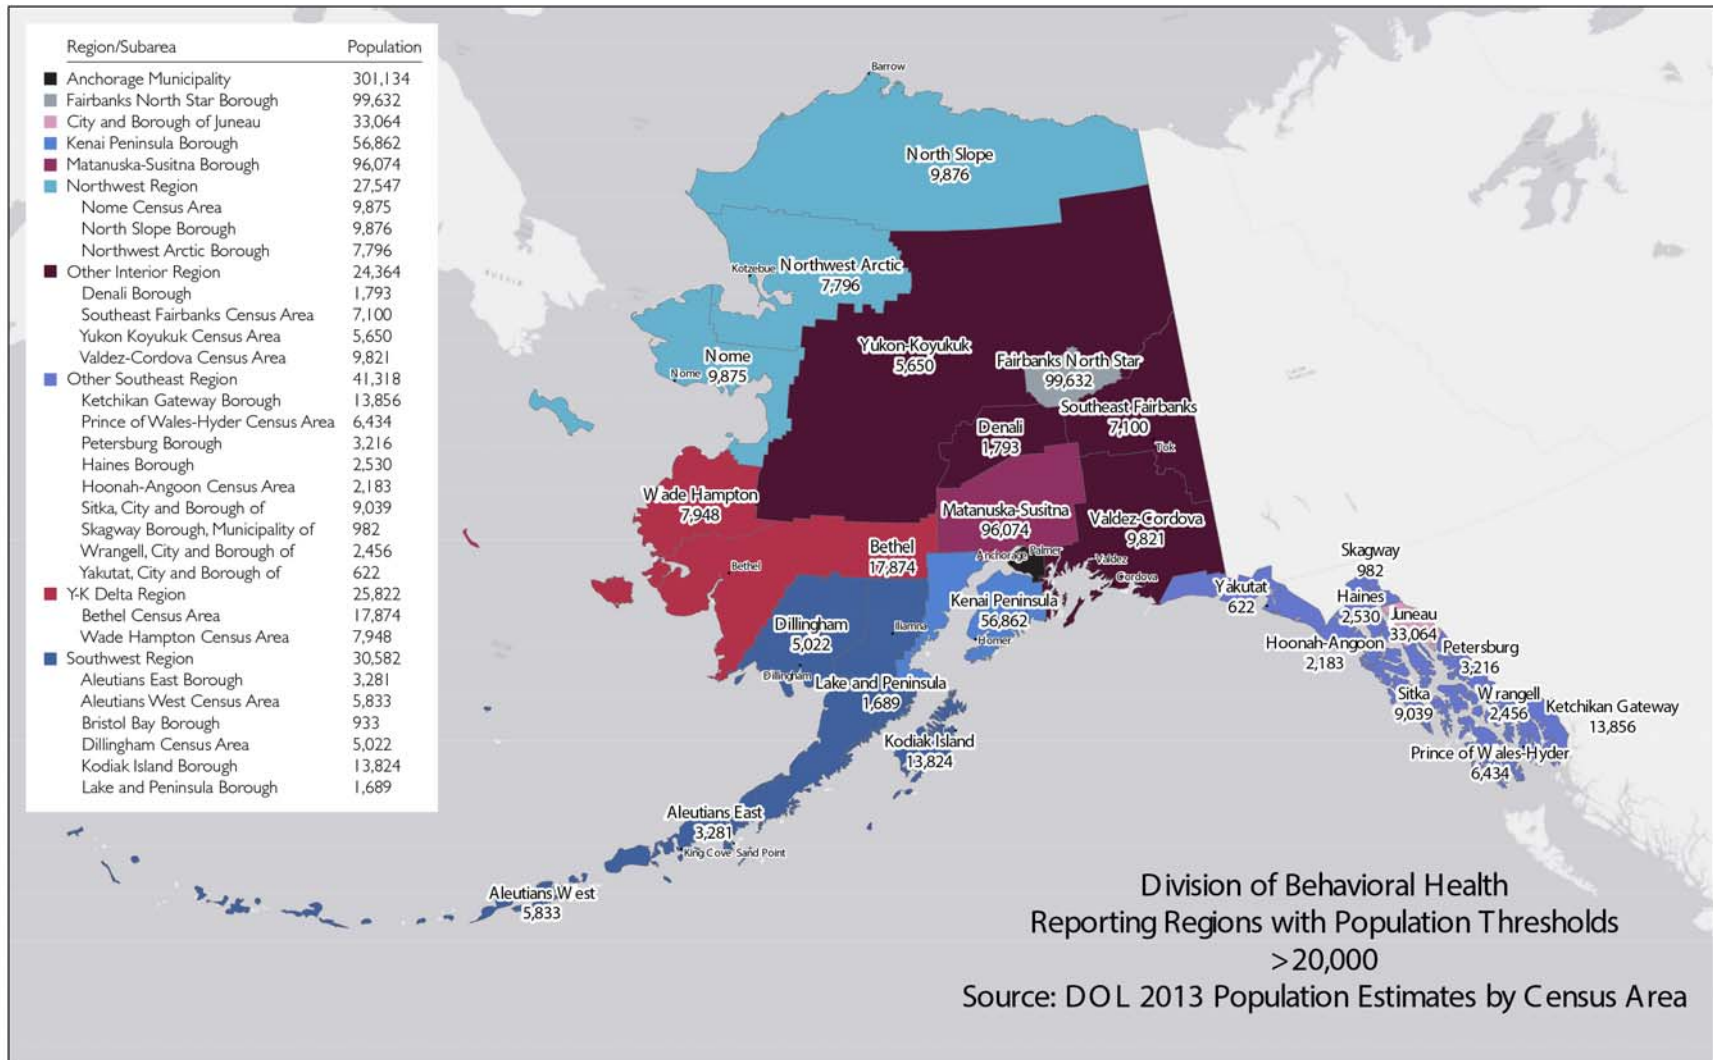 Region/Subarea Population
Anchorage Municipality 301,134
Fairbanks North Star Borough 99,632
City and Borough of Juneau 33,064
Kenai Peninsula Borough 56,862
Matanuska-Susitna Borough 96,074
Northwest Region 27,547
Nome Census Area 9,875
North Slope Borough 9,876
Northwest Arctic Borough 7,796
Other Interior Region 24,364
Denali Borough 1,793
Southeast Fairbanks Census Area 7,100
Yukon Koyukuk Census Area 5,650
Valdez-Cordova Census Area 9,821
Other Southeast Region 41,318
Ketchikan Gateway Borough 13,856
Prince of Wales-Hyder Census Area 6,434
Petersburg Borough 3,216
Haines Borough 2,530
Hoonah-Angoon Census Area 2,183
Sitka, City and Borough of 9,039
Skagway Borough, Municipality of 982
Wrangell, City and Borough of 2,456
Yakutat, City and Borough of 622
Y-K Delta Region 25,822
Bethel Census Area 17,874
Wade Hampton Census Area 7,948
Southwest Region 30,582
Aleutians East Borough 3,281
Aleutians West Census Area 5,833
Bristol Bay Borough 933
Dillingham Census Area 5,022
Kodiak Island Borough 13,824
Lake and Peninsula Borough 1,689
Barrow
North Slope
9,876
RUSSIA
Kotzebue
Northwest Arctic
7,796
Nome
9,875
Nome
Yukon-Koyukuk
5,650
Fairbanks North Star
99,632
Southeast Fairbanks
7,100
Denali
1,793
Tok
Wade Hampton
7,948
Matanuska-Susitna
96,074
Valdez-Cordova
9,821
Bethel
17,874
Bethel
Anchorage
Palmer
Valdez
Cordova
Kenai Peninsula
56,862
Homer
Dillingham
5,022
Iliamna
Dillingham
Lake and Peninsula
1,689
Kodiak Island
13,824
Aleutians East
3,281
King Cove
Sand Point
Aleutians West
5,833
Skagway
982
Yakutat
622
Haines
2,530
Juneau
33,064
Hoonah-Angoon
2,183
Petersburg
3,216
Sitka
9,039
Wrangell
2,456
Ketchikan Gateway
13,856
Prince of Wales-Hyder
6,434
Division of Behavioral Health
Reporting Regions with Population Thresholds
>20,000
Source: DOL 2013 Population Estimates by Census Area